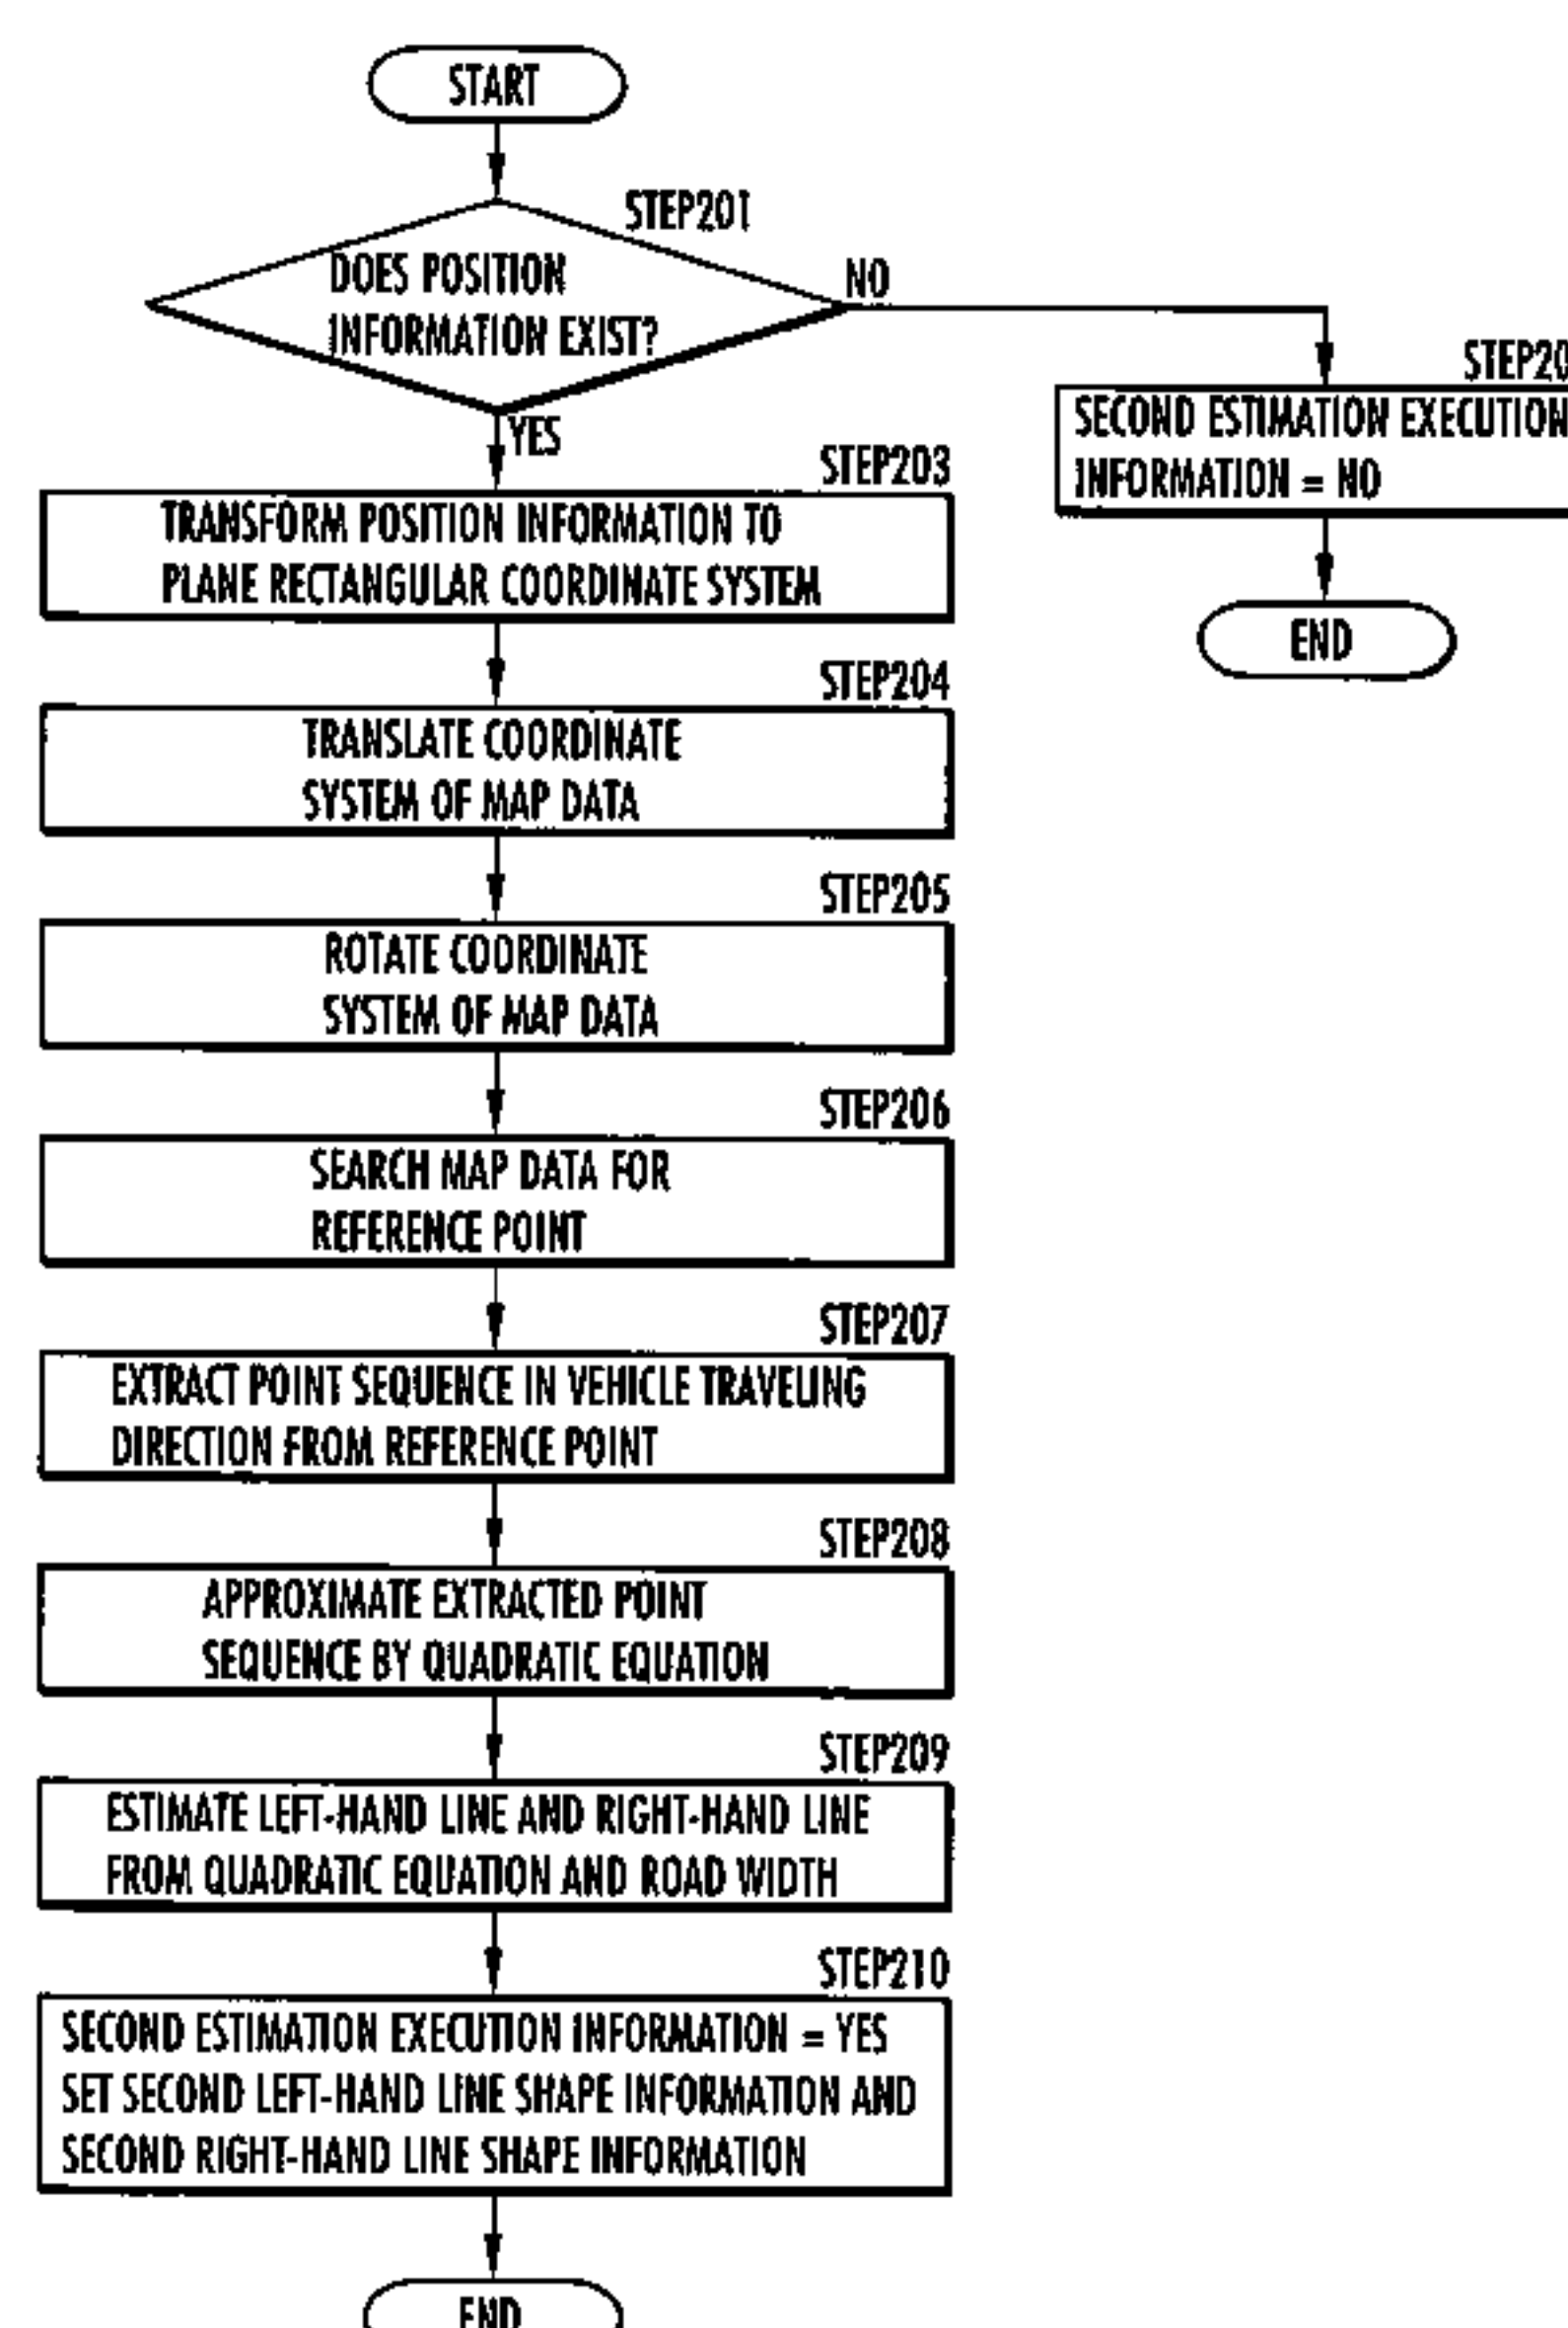 START
STEP201
DOES POSITION
INFORMATION EXIST?
NO
YES
SECOND ESTIMATION EXECUTION
INFORMATION = NO
END
STEP203
TRANSFORM POSITION INFORMATION TO
PLANE RECTANGULAR COORDINATE SYSTEM
STEP204
TRANSLATE COORDINATE
SYSTEM OF MAP DATA
STEP205
ROTATE COORDINATE
SYSTEM OF MAP DATA
STEP206
SEARCH MAP DATA FOR
REFERENCE POINT
STEP207
EXTRACT POINT SEQUENCE IN VEHICLE TRAVELING
DIRECTION FROM REFERENCE POINT
STEP208
APPROXIMATE EXTRACTED POINT
SEQUENCE BY QUADRATIC EQUATION
STEP209
ESTIMATE LEFT-HAND LINE AND RIGHT-HAND LINE
FROM QUADRATIC EQUATION AND ROAD WIDTH
STEP210
SECOND ESTIMATION EXECUTION INFORMATION = YES
SET SECOND LEFT-HAND LINE SHAPE INFORMATION AND
SECOND RIGHT-HAND LINE SHAPE INFORMATION
END